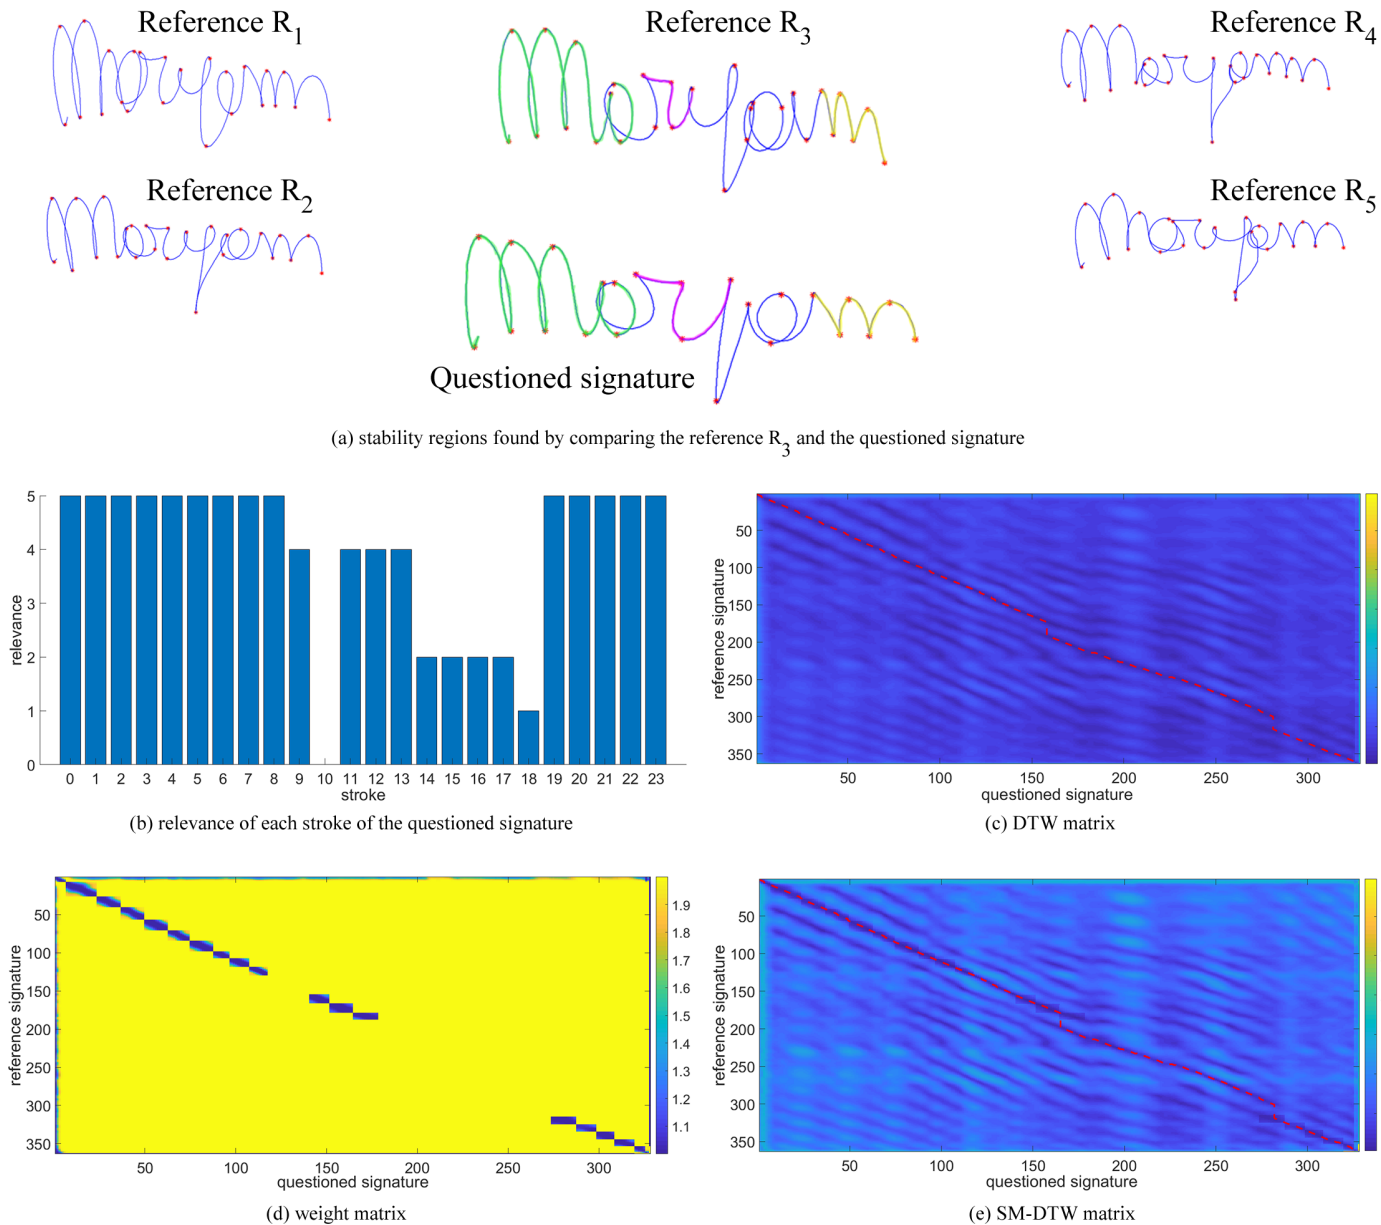 Reference R1
Reference R3
Reference R4
Moryom
Moryom
Moryom
Reference R2
Reference R5
Moryom
Moryom
Moryom
Questioned signature
(a) stability regions found by comparing the reference R3 and the questioned signature
relevance
5
4
3
2
1
0
0 1 2 3 4 5 6 7 8 9 10 11 12 13 14 15 16 17 18 19 20 21 22 23
stroke
(b) relevance of each stroke of the questioned signature
reference signature
50
100
150
200
250
300
350
50 100 150 200 250 300
questioned signature
(c) DTW matrix
reference signature
50
100
150
200
250
300
350
50 100 150 200 250 300
questioned signature
1.9
1.8
1.7
1.6
1.5
1.4
1.3
1.2
1.1
(d) weight matrix
reference signature
50
100
150
200
250
300
350
50 100 150 200 250 300
questioned signature
(e) SM-DTW matrix